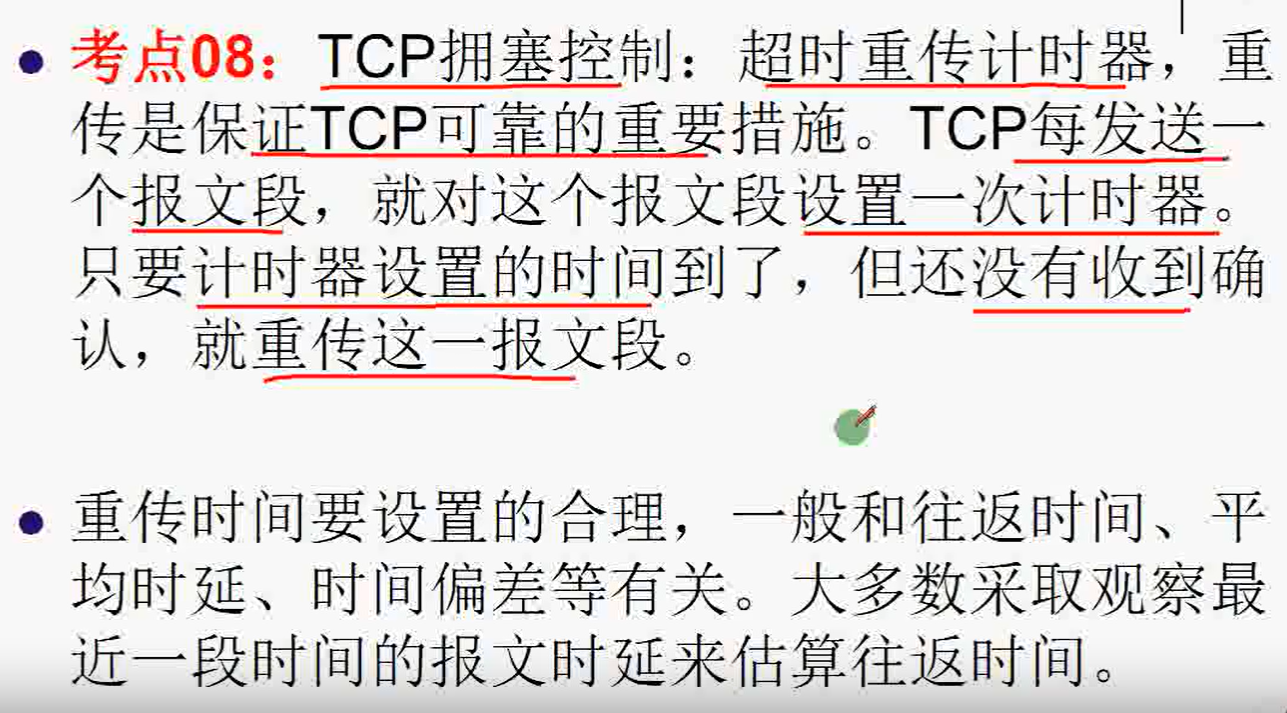 • 考点08：TCP拥塞控制：超时重传计时器，重
传是保证TCP可靠的重要措施。TCP每发送一
个报文段，就对这个报文段设置一次计时器。
只要计时器设置的时间到了，但还没有收到确
认，就重传这一报文段。
• 重传时间要设置的合理，一般和往返时间、平
均时延、时间偏差等有关。大多数采取观察最
近一段时间的报文时延来估算往返时间。